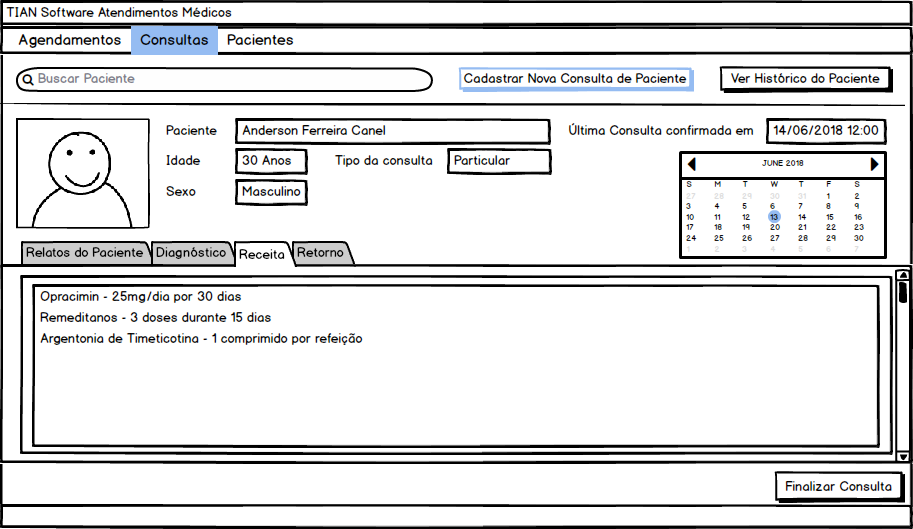 TIAN Software Atendimentos Médicos
Agendamentos Consultas Pacientes
Buscar Paciente Cadastrar Nova Consulta de Paciente Ver Histórico do Paciente
Paciente Anderson Ferreira Canel Última Consulta confirmada em 14/06/2018 12:00
Idade 30 Anos Tipo da consulta Particular
Sexo Masculino
JUNE 2018
S M T W T F S
27 28 29 30 31 1 2
3 4 5 6 7 8 9
10 11 12 13 14 15 16
17 18 19 20 21 22 23
24 25 26 27 28 29 30
1 2 3 4 5 6 7
Relatos do Paciente Diagnóstico Receita Retorno
Opracimin - 25mg/dia por 30 dias
Remeditanos - 3 doses durante 15 dias
Argentonia de Timeticotina - 1 comprimido por refeição
Finalizar Consulta